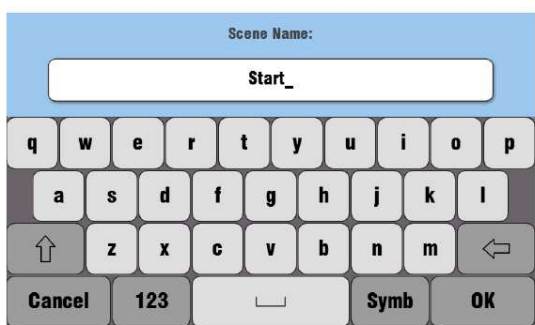 Scene Name:
Start_
q w e r t y u i o p
a s d f g h j k l
z x c v b n m
Cancel 123 Symb OK